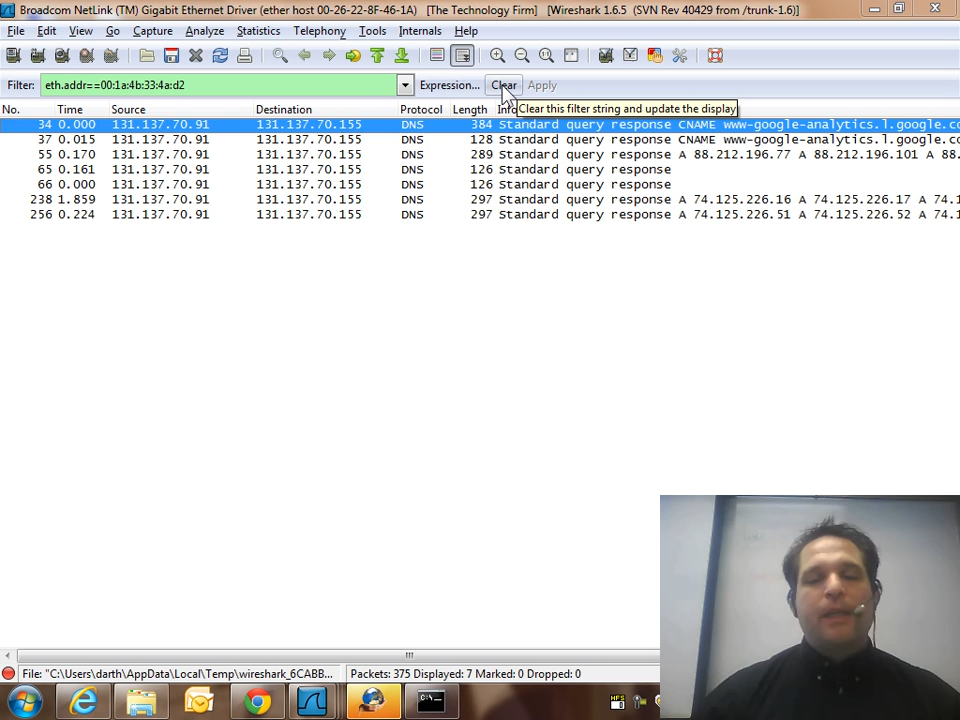 Broadcom NetLink (TM) Gigabit Ethernet Driver (ether host 00-26-22-8F-46-1A) [The Technology Firm] [Wireshark 1.6.5 (SVN Rev 40429 from /trunk-1.6)]
File Edit View Go Capture Analyze Statistics Telephony Tools Internals Help
Filter: eth.addr==00:1a:4b:33:4a:d2 Expression... Clear Apply
Clear this filter string and update the display
No. Time Source Destination Protocol Length Info
34 0.000 131.137.70.91 131.137.70.155 DNS 384 Standard query response CNAME www-google-analytics.l.google.co
37 0.015 131.137.70.91 131.137.70.155 DNS 128 Standard query response CNAME www-google-analytics.l.google.co
55 0.170 131.137.70.91 131.137.70.155 DNS 289 Standard query response A 88.212.196.77 A 88.212.196.101 A 88.
65 0.161 131.137.70.91 131.137.70.155 DNS 126 Standard query response
66 0.000 131.137.70.91 131.137.70.155 DNS 126 Standard query response
238 1.859 131.137.70.91 131.137.70.155 DNS 297 Standard query response A 74.125.226.16 A 74.125.226.17 A 74.1
256 0.224 131.137.70.91 131.137.70.155 DNS 297 Standard query response A 74.125.226.51 A 74.125.226.52 A 74.1
File: "C:\Users\darth\AppData\Local\Temp\wireshark_6CABB... Packets: 375 Displayed: 7 Marked: 0 Dropped: 0
HFS